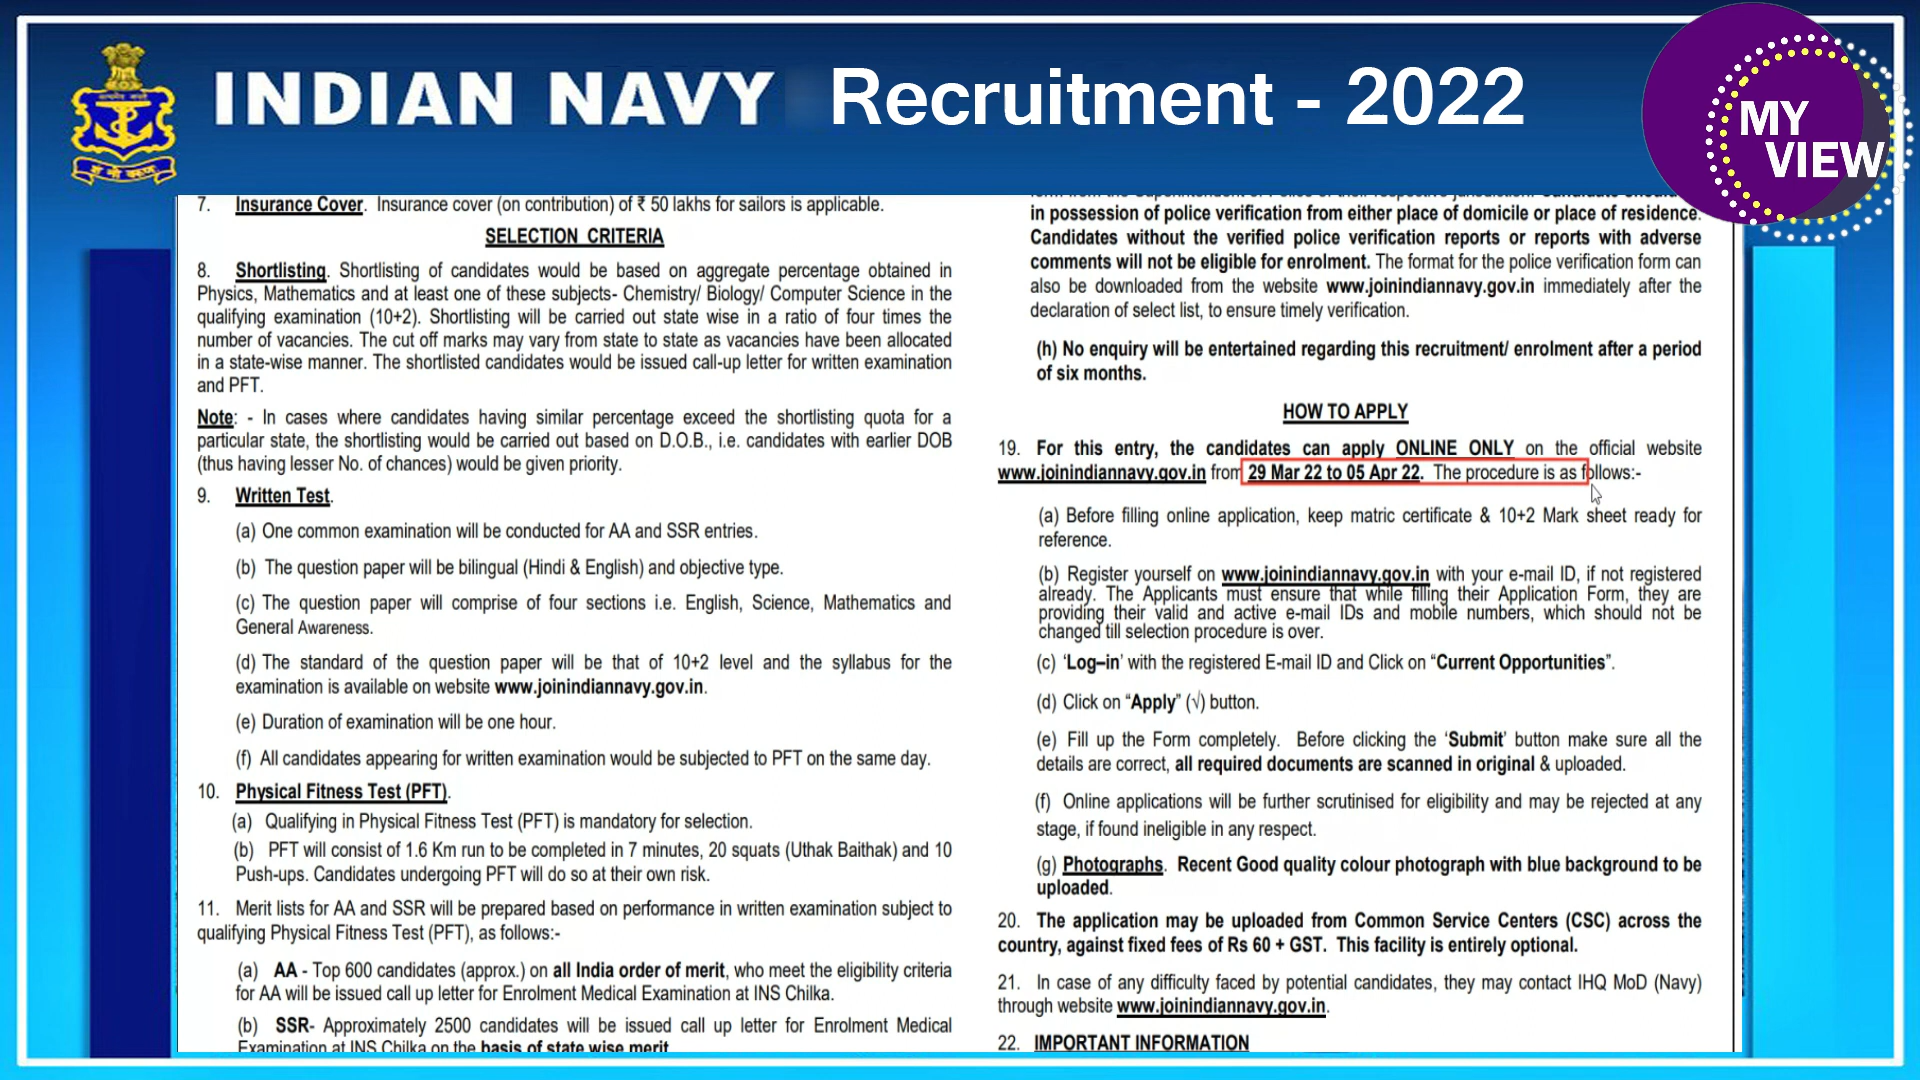 INDIAN NAVY Recruitment - 2022
MY
VIEW
7. Insurance Cover. Insurance cover (on contribution) of ₹ 50 lakhs for sailors is applicable.
SELECTION CRITERIA
8. Shortlisting. Shortlisting of candidates would be based on aggregate percentage obtained in
Physics, Mathematics and at least one of these subjects- Chemistry/ Biology/ Computer Science in the
qualifying examination (10+2). Shortlisting will be carried out state wise in a ratio of four times the
number of vacancies. The cut off marks may vary from state to state as vacancies have been allocated
in a state-wise manner. The shortlisted candidates would be issued call-up letter for written examination
and PFT.
Note: - In cases where candidates having similar percentage exceed the shortlisting quota for a
particular state, the shortlisting would be carried out based on D.O.B., i.e. candidates with earlier DOB
(thus having lesser No. of chances) would be given priority.
9. Written Test.
(a) One common examination will be conducted for AA and SSR entries.
(b) The question paper will be bilingual (Hindi & English) and objective type.
(c) The question paper will comprise of four sections i.e. English, Science, Mathematics and
General Awareness.
(d) The standard of the question paper will be that of 10+2 level and the syllabus for the
examination is available on website www.joinindiannavy.gov.in.
(e) Duration of examination will be one hour.
(f) All candidates appearing for written examination would be subjected to PFT on the same day.
10. Physical Fitness Test (PFT).
(a) Qualifying in Physical Fitness Test (PFT) is mandatory for selection.
(b) PFT will consist of 1.6 Km run to be completed in 7 minutes, 20 squats (Uthak Baithak) and 10
Push-ups. Candidates undergoing PFT will do so at their own risk.
11. Merit lists for AA and SSR will be prepared based on performance in written examination subject to
qualifying Physical Fitness Test (PFT), as follows:-
(a) AA - Top 600 candidates (approx.) on all India order of merit, who meet the eligibility criteria
for AA will be issued call up letter for Enrolment Medical Examination at INS Chilka.
(b) SSR- Approximately 2500 candidates will be issued call up letter for Enrolment Medical
Examination at INS Chilka on the basis of state wise merit
in possession of police verification from either place of domicile or place of residence.
Candidates without the verified police verification reports or reports with adverse
comments will not be eligible for enrolment. The format for the police verification form can
also be downloaded from the website www.joinindiannavy.gov.in immediately after the
declaration of select list, to ensure timely verification.
(h) No enquiry will be entertained regarding this recruitment/ enrolment after a period
of six months.
HOW TO APPLY
19. For this entry, the candidates can apply ONLINE ONLY on the official website
www.joinindiannavy.gov.in from 29 Mar 22 to 05 Apr 22. The procedure is as follows:-
(a) Before filling online application, keep matric certificate & 10+2 Mark sheet ready for
reference.
(b) Register yourself on www.joinindiannavy.gov.in with your e-mail ID, if not registered
already. The Applicants must ensure that while filling their Application Form, they are
providing their valid and active e-mail IDs and mobile numbers, which should not be
changed till selection procedure is over.
(c) ‘Log–in’ with the registered E-mail ID and Click on “Current Opportunities”.
(d) Click on “Apply” (√) button.
(e) Fill up the Form completely. Before clicking the ‘Submit’ button make sure all the
details are correct, all required documents are scanned in original & uploaded.
(f) Online applications will be further scrutinised for eligibility and may be rejected at any
stage, if found ineligible in any respect.
(g) Photographs. Recent Good quality colour photograph with blue background to be
uploaded.
20. The application may be uploaded from Common Service Centers (CSC) across the
country, against fixed fees of Rs 60 + GST. This facility is entirely optional.
21. In case of any difficulty faced by potential candidates, they may contact IHQ MoD (Navy)
through website www.joinindiannavy.gov.in.
22. IMPORTANT INFORMATION